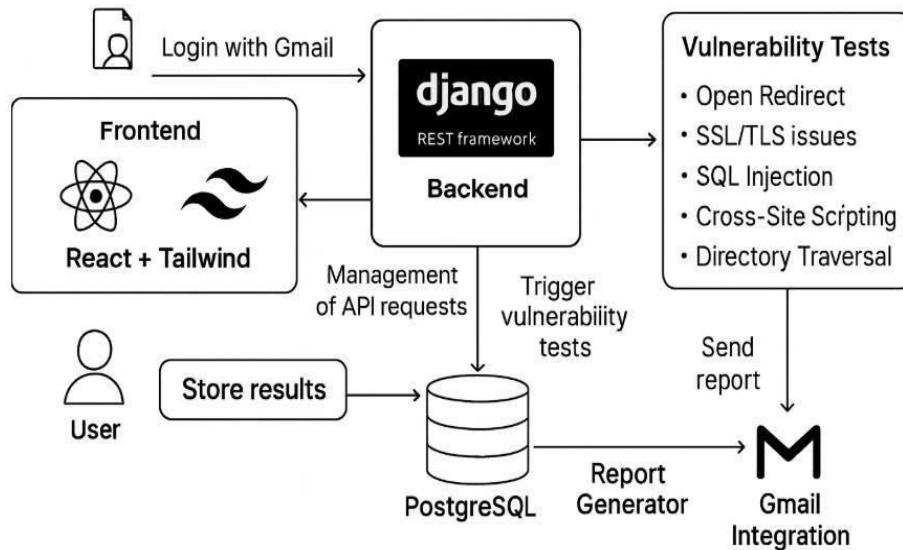 Login with Gmail
django
REST framework
Backend
Vulnerability Tests
• Open Redirect
• SSL/TLS issues
• SQL Injection
• Cross-Site Scripting
• Directory Traversal
Frontend
React + Tailwind
Management
of API requests
Trigger
vulnerability
tests
Send
report
User
Store results
PostgreSQL
Report
Generator
Gmail
Integration